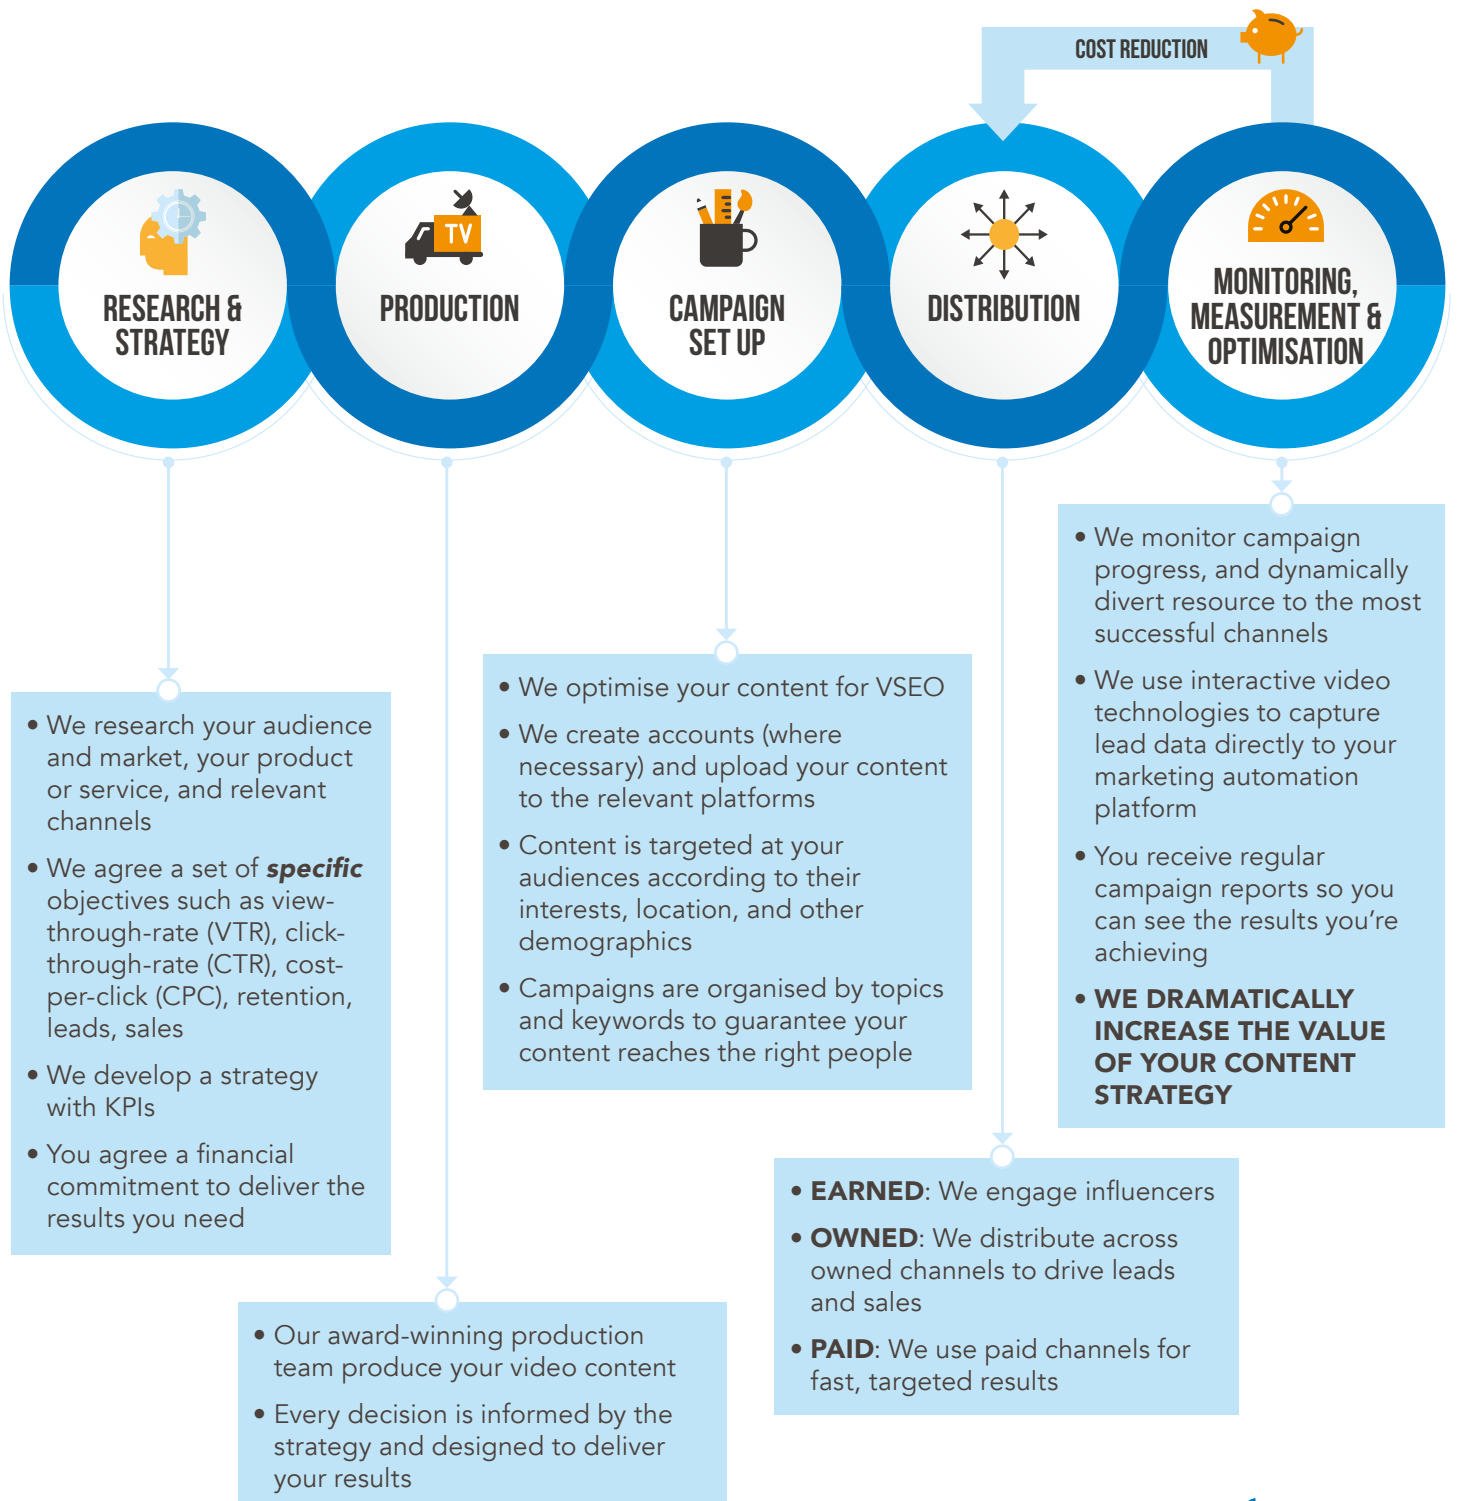 COST REDUCTION
RESEARCH &
STRATEGY
TV
PRODUCTION
CAMPAIGN
SET UP
DISTRIBUTION
MONITORING,
MEASUREMENT &
OPTIMISATION
• We research your audience
and market, your product
or service, and relevant
channels
• We agree a set of specific
objectives such as view-
through-rate (VTR), click-
through-rate (CTR), cost-
per-click (CPC), retention,
leads, sales
• We develop a strategy
with KPIs
• You agree a financial
commitment to deliver the
results you need
• Our award-winning production
team produce your video content
• Every decision is informed by the
strategy and designed to deliver
your results
• We optimise your content for VSEO
• We create accounts (where
necessary) and upload your content
to the relevant platforms
• Content is targeted at your
audiences according to their
interests, location, and other
demographics
• Campaigns are organised by topics
and keywords to guarantee your
content reaches the right people
• EARNED: We engage influencers
• OWNED: We distribute across
owned channels to drive leads
and sales
• PAID: We use paid channels for
fast, targeted results
• We monitor campaign
progress, and dynamically
divert resource to the most
successful channels
• We use interactive video
technologies to capture
lead data directly to your
marketing automation
platform
• You receive regular
campaign reports so you
can see the results you’re
achieving
• WE DRAMATICALLY
INCREASE THE VALUE
OF YOUR CONTENT
STRATEGY